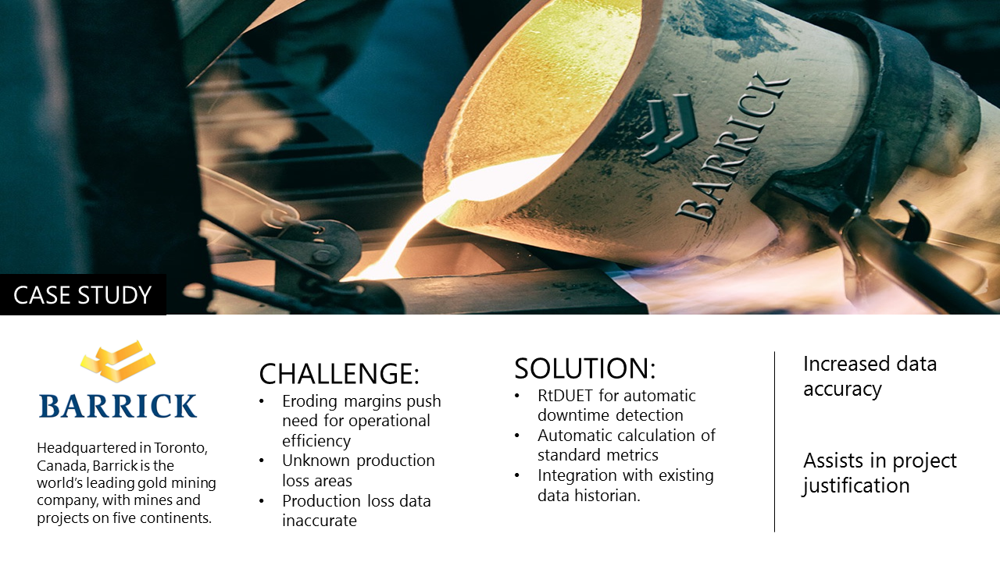 BARRICK
CASE STUDY
BARRICK
Headquartered in Toronto,
Canada, Barrick is the
world's leading gold mining
company, with mines and
projects on five continents.
CHALLENGE:
• Eroding margins push
need for operational
efficiency
• Unknown production
loss areas
• Production loss data
inaccurate
SOLUTION:
• RtDUET for automatic
downtime detection
• Automatic calculation of
standard metrics
• Integration with existing
data historian.
Increased data
accuracy
Assists in project
justification